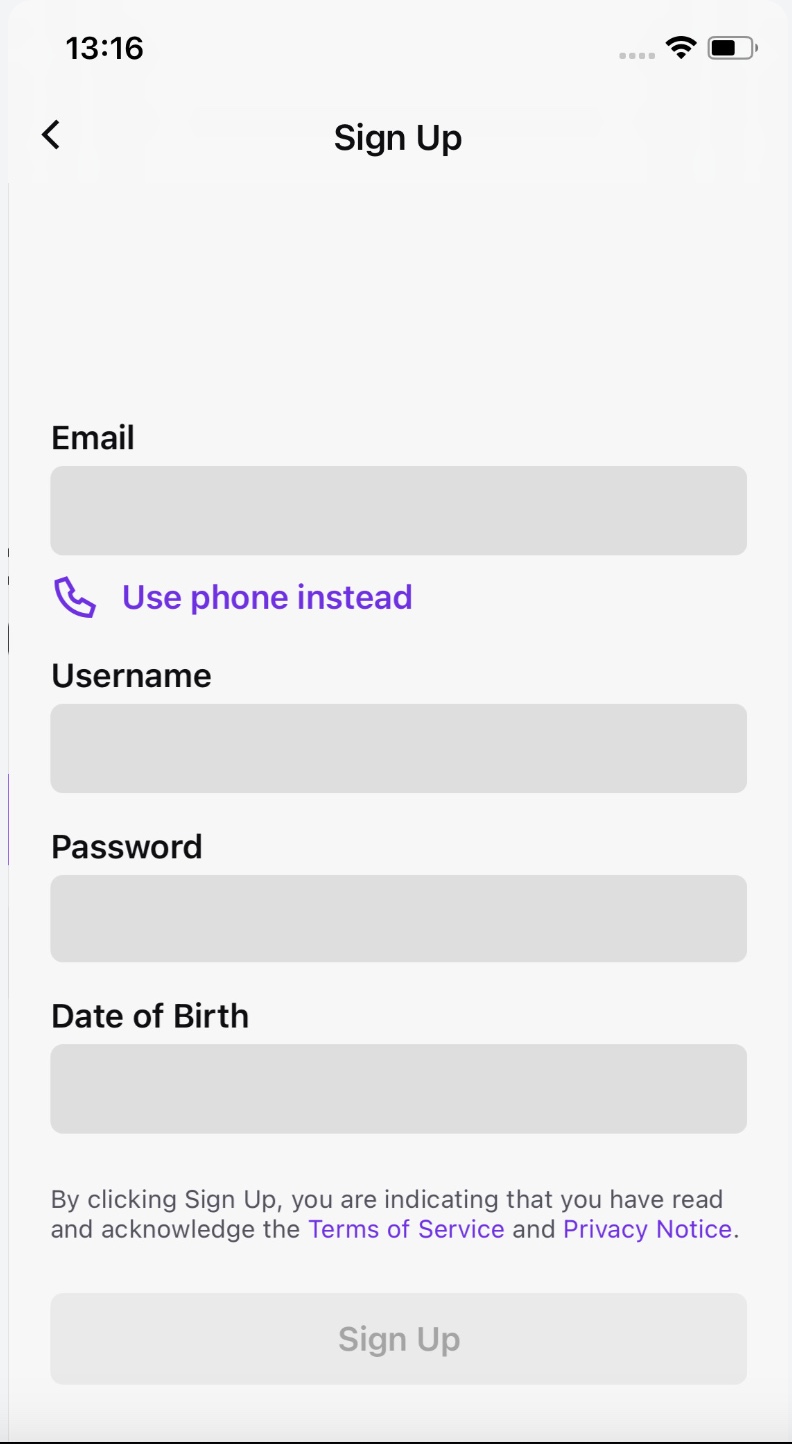 13:16
Sign Up
Email
Use phone instead
Username
Password
Date of Birth
By clicking Sign Up, you are indicating that you have read
and acknowledge the Terms of Service and Privacy Notice.
Sign Up